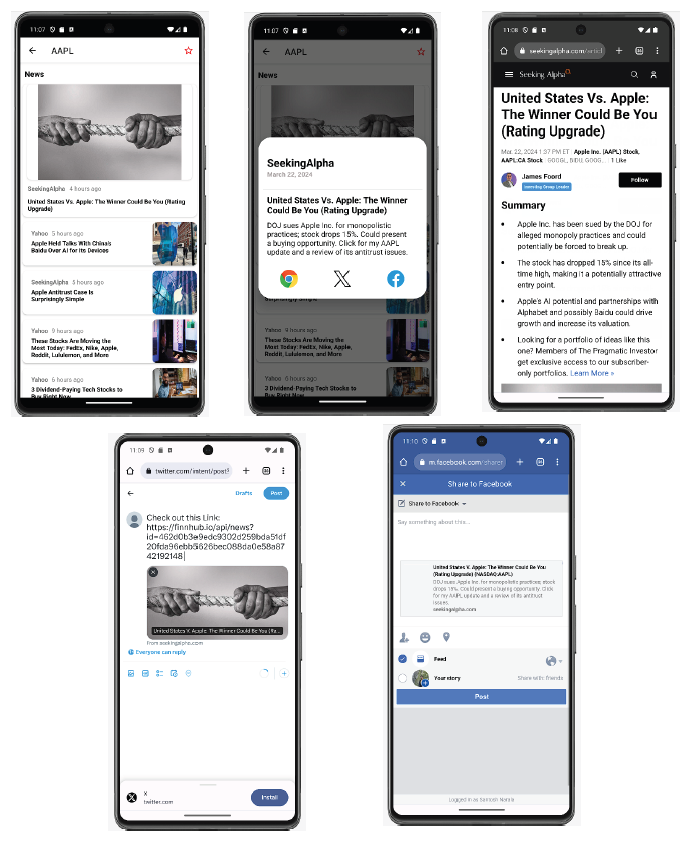 11:07
AAPL
News
SeekingAlpha · 4 hours ago
United States Vs. Apple: The Winner Could Be You (Rating
Upgrade)
Yahoo 5 hours ago
Apple Held Talks With China's
Baidu Over AI for Its Devices
SeekingAlpha 3 hours ago
Apple Antitrust Case Is
Surprisingly Simple
Yahoo 9 hours ago
These Stocks Are Moving the
Most Today: FedEx, Nike, Apple,
Reddit, Lululemon, and More
Yahoo 6 hours ago
3 Dividend-Paying Tech Stocks to
Buy Right Now
11:07
AAPL
News
SeekingAlpha
March 22, 2024
United States Vs. Apple: The Winner
Could Be You (Rating Upgrade)
DOJ sues Apple Inc. for monopolistic
practices; stock drops 15%. Could present
a buying opportunity. Click for my AAPL
update and a review of its antitrust issues.
Surprisingly Simple
Yahoo 9 hours ago
These Stocks Are Moving the
Most Today: FedEx, Nike, Apple,
Reddit, Lululemon, and More
Yahoo 6 hours ago
3 Dividend-Paying Tech Stocks to
Buy Right Now
11:08
seekingalpha.com/articl
Seeking Alpha
United States Vs. Apple:
The Winner Could Be You
(Rating Upgrade)
Mar. 22, 2024 1:37 PM ET | Apple Inc. (AAPL) Stock,
AAPL:CA Stock | GOOGL, BIDU, GOOG... | 1 Like
James Foord
Investing Group Leader
Follow
Summary
• Apple Inc. has been sued by the DOJ for
alleged monopoly practices and could
potentially be forced to break up.
• The stock has dropped 15% since its all-
time high, making it a potentially attractive
entry point.
• Apple's AI potential and partnerships with
Alphabet and possibly Baidu could drive
growth and increase its valuation.
• Looking for a portfolio of ideas like this
one? Members of The Pragmatic Investor
get exclusive access to our subscriber-
only portfolios. Learn More »
11:09
twitter.com/intent/post?
Drafts
Post
Check out this Link:
https://finnhub.io/api/news?
id=462d0b3e9edc9302d259bda51df
20fda96ebb5626bec088da0e58a87
42192148
United States V. Apple: The Winner Could Be You (Ra...
From seekingalpha.com
Everyone can reply
X
twitter.com
Install
11:10
m.facebook.com/sharer
Share to Facebook
Share to Facebook
Say something about this...
United States V. Apple: The Winner Could Be You
(Rating Upgrade) (NASDAQ:AAPL)
DOJ sues Apple Inc. for monopolistic practices; stock
drops 15%. Could present a buying opportunity. Click
for my AAPL update and a review of its antitrust
issues.
seekingalpha.com
Feed
Your story
Share with friends
Post
Logged in as Santosh Narala